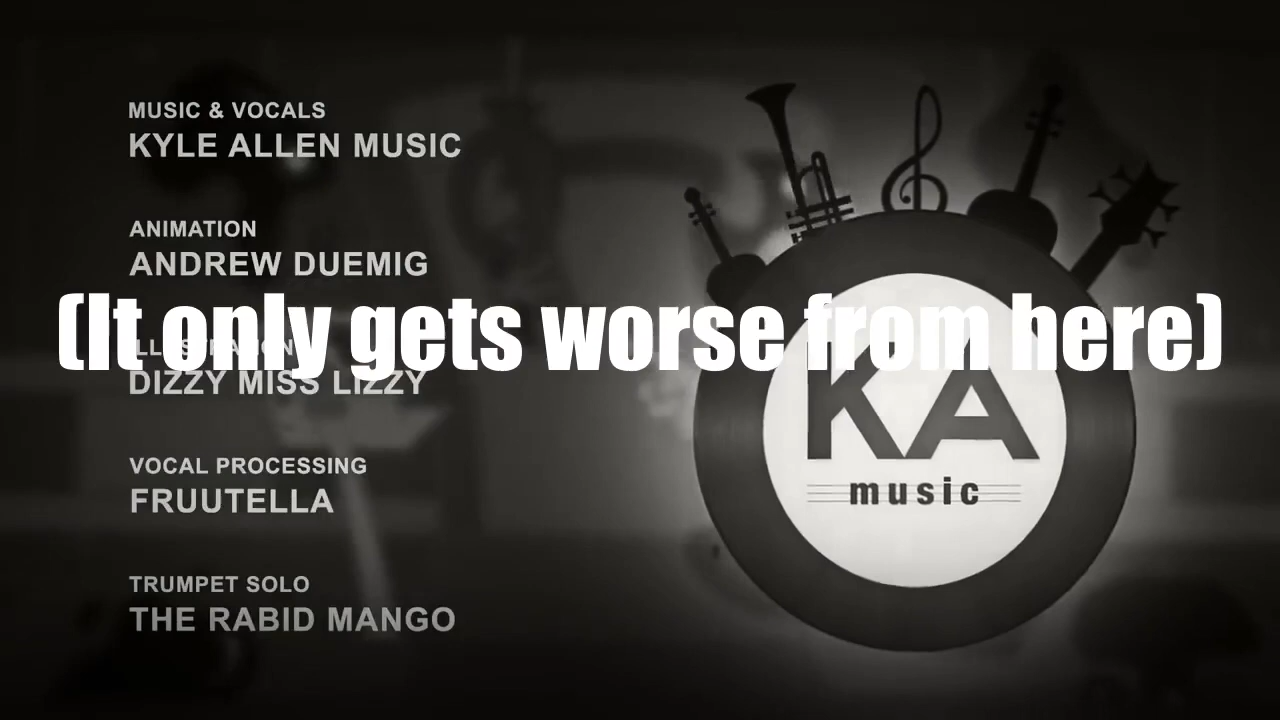 MUSIC & VOCALS
KYLE ALLEN MUSIC
ANIMATION
ANDREW DUEMIG
(It only gets worse from here)
ILLUSTRATION
DIZZY MISS LIZZY
VOCAL PROCESSING
FRUUTELLA
TRUMPET SOLO
THE RABID MANGO
KA
music